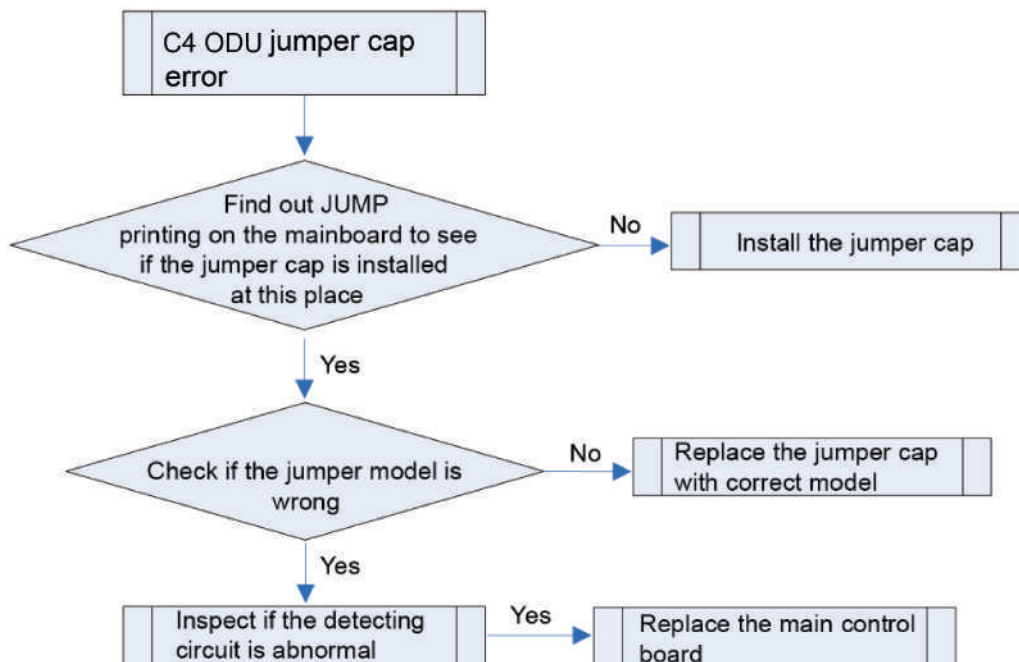 C4 ODU jumper cap
error
Find out JUMP
printing on the mainboard to see
if the jumper cap is installed
at this place
No
Install the jumper cap
Yes
Check if the jumper model is
wrong
No
Replace the jumper cap
with correct model
Yes
Inspect if the detecting
circuit is abnormal
Yes
Replace the main control
board